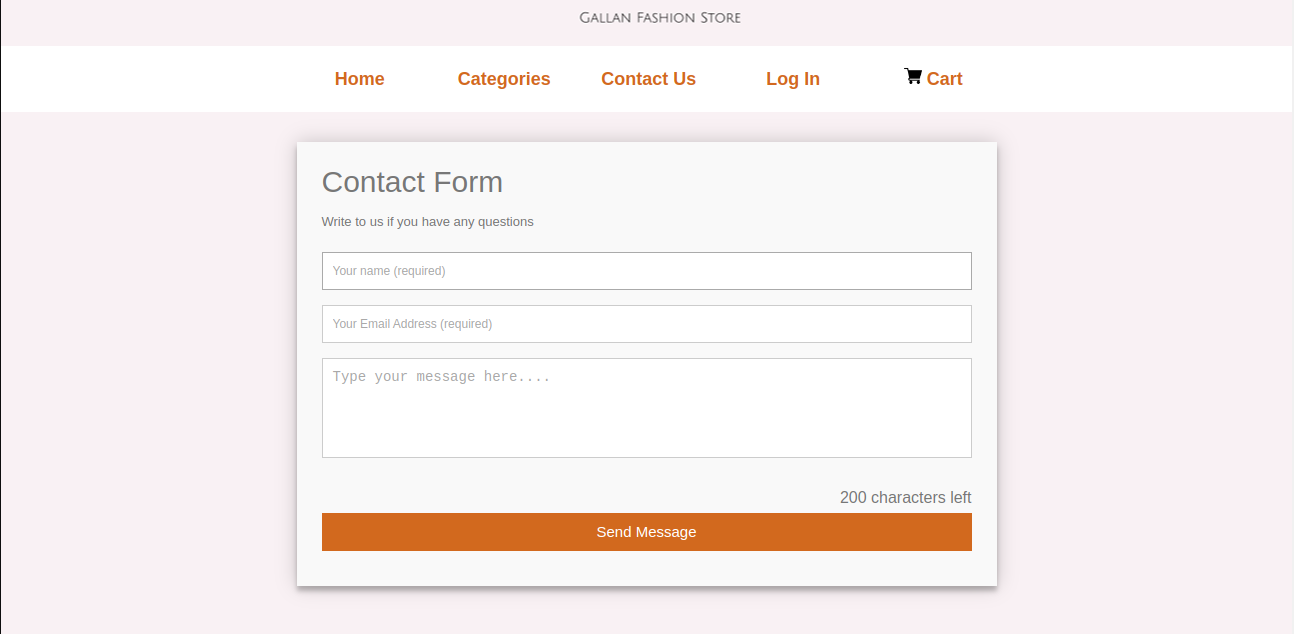 Gallan Fashion Store
Home Categories Contact Us Log In Cart
Contact Form
Write to us if you have any questions
Your name (required)
Your Email Address (required)
Type your message here....
200 characters left
Send Message